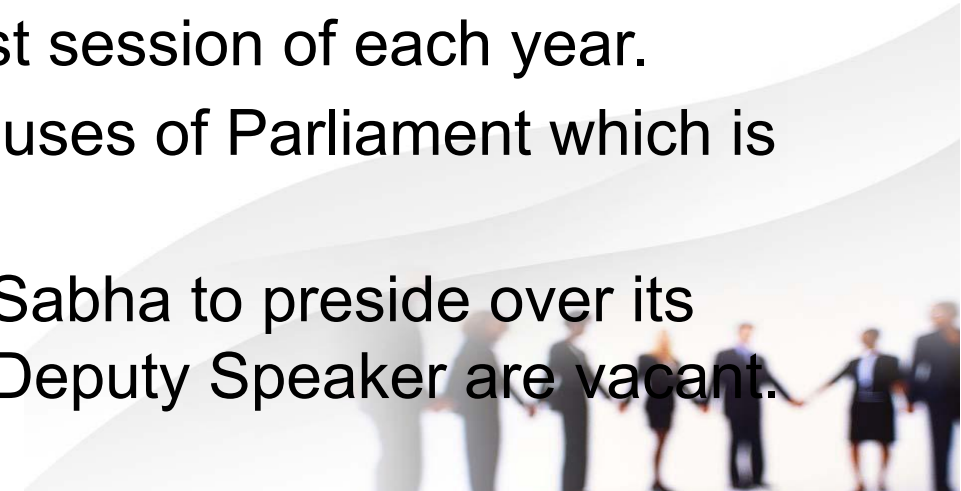 st session of each year.
uses of Parliament which is
Sabha to preside over its
Deputy Speaker are vacant.